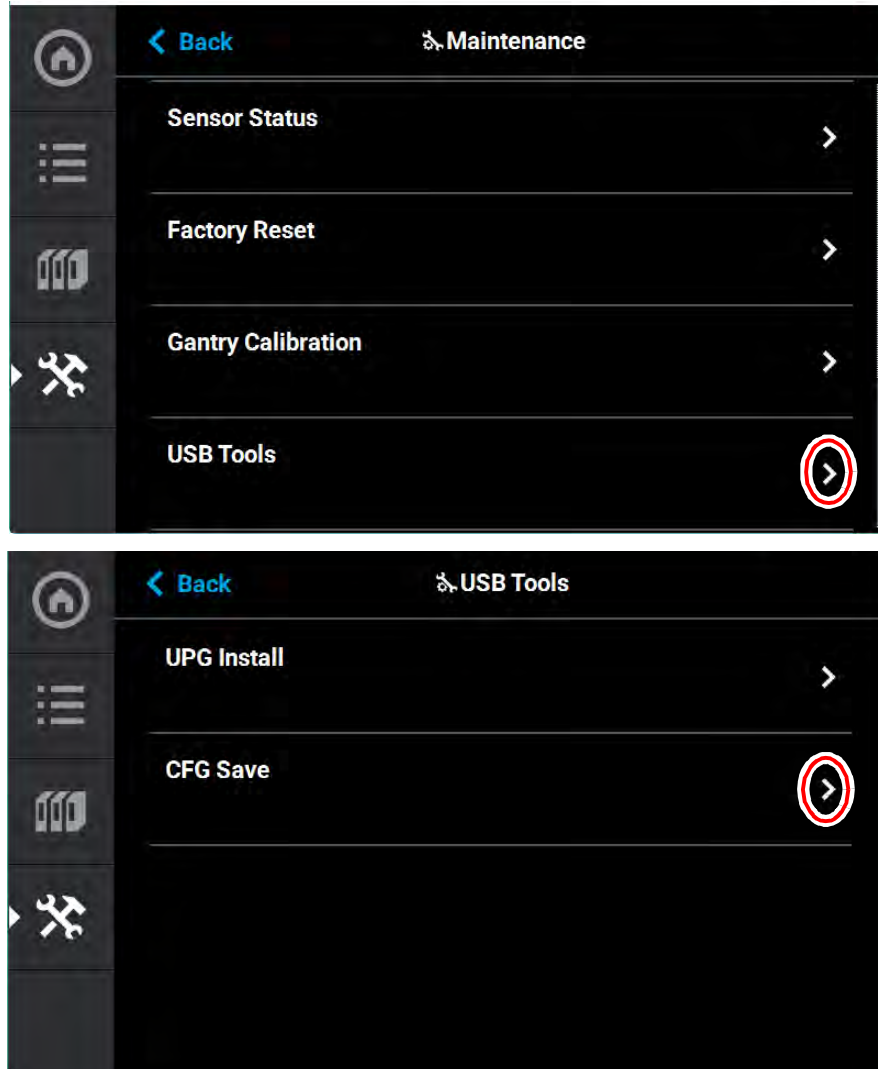 Back
Maintenance
Sensor Status
Factory Reset
Gantry Calibration
USB Tools
Back
USB Tools
UPG Install
CFG Save